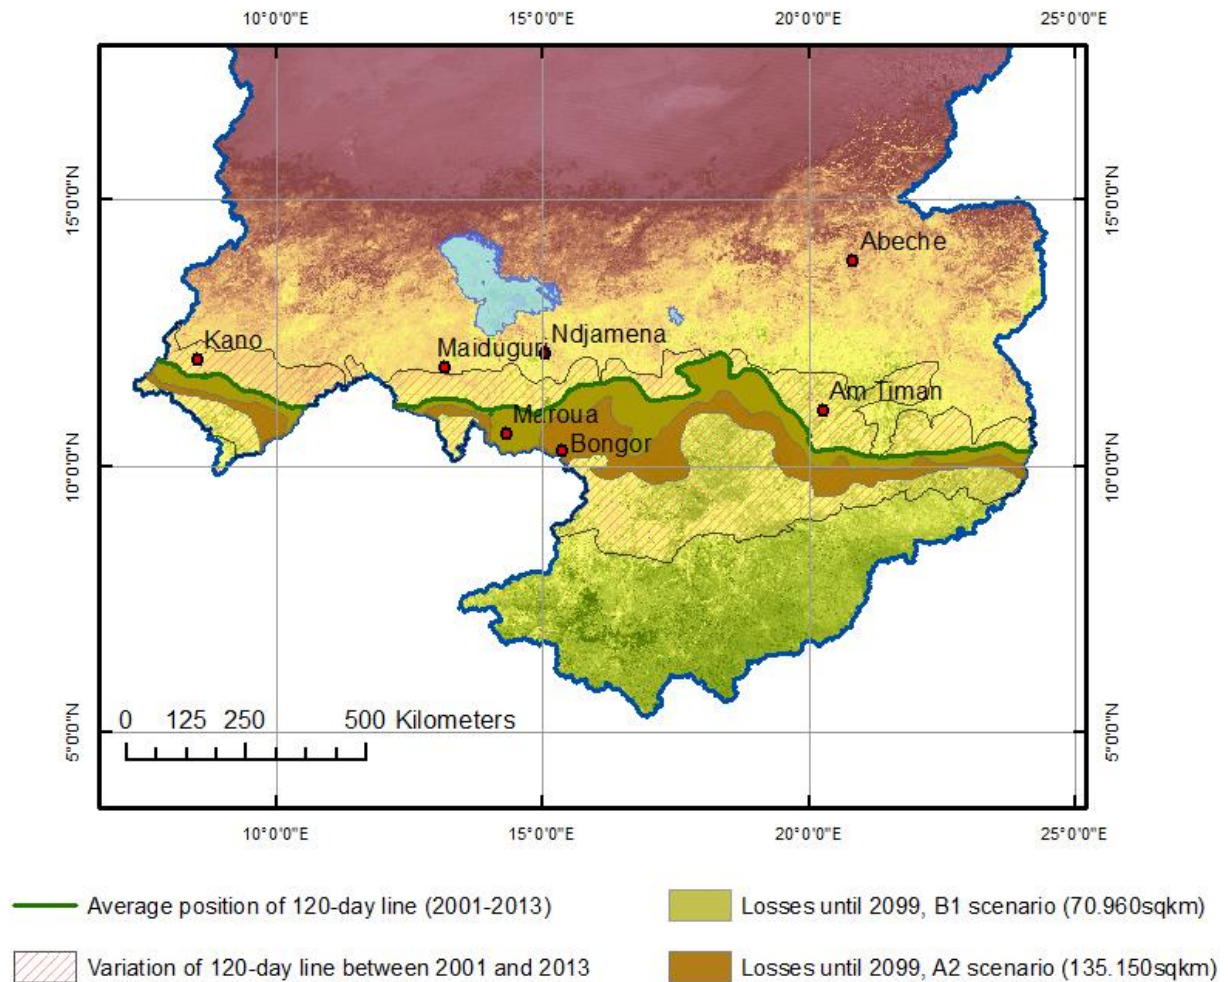 10°0'0"E 15°0'0"E 20°0'0"E 25°0'0"E
15°0'0"N 15°0'0"N
Abeche
Kano
Maiduguri Ndjamena
Am Timan
Maroua
Bongor
10°0'0"N 10°0'0"N
0 125 250 500 Kilometers
5°0'0"N 5°0'0"N
10°0'0"E 15°0'0"E 20°0'0"E 25°0'0"E
Average position of 120-day line (2001-2013) Losses until 2099, B1 scenario (70.960sqkm)
Variation of 120-day line between 2001 and 2013 Losses until 2099, A2 scenario (135.150sqkm)